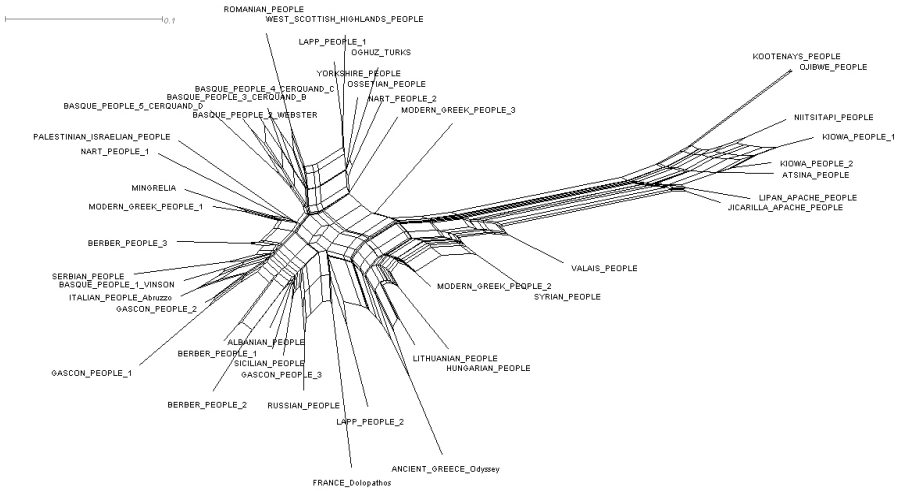 ROMANIAN_PEOPLE
WEST_SCOTTISH_HIGHLANDS_PEOPLE
0.1
LAPP_PEOPLE_1
OGHUZ_TURKS
KOOTENAYS_PEOPLE
OJIBWE_PEOPLE
YORKSHIRE_PEOPLE
OSSETIAN_PEOPLE
BASQUE_PEOPLE_4_CERQUAND_C
BASQUE_PEOPLE_3_CERQUAND_B
NART_PEOPLE_2
BASQUE_PEOPLE_5_CERQUAND_D
MODERN_GREEK_PEOPLE_3
BASQUE_PEOPLE_2_WEBSTER
NIITSITAPI_PEOPLE
PALESTINIAN_ISRAELIAN_PEOPLE
KIOWA_PEOPLE_1
NART_PEOPLE_1
KIOWA_PEOPLE_2
ATSINA_PEOPLE
MINGRELIA
LIPAN_APACHE_PEOPLE
MODERN_GREEK_PEOPLE_1
JICARILLA_APACHE_PEOPLE
BERBER_PEOPLE_3
VALAIS_PEOPLE
SERBIAN_PEOPLE
BASQUE_PEOPLE_1_VINSON
MODERN_GREEK_PEOPLE_2
ITALIAN_PEOPLE_Abruzzo
SYRIAN_PEOPLE
GASCON_PEOPLE_2
ALBANIAN_PEOPLE
BERBER_PEOPLE_1
LITHUANIAN_PEOPLE
SICILIAN_PEOPLE
HUNGARIAN_PEOPLE
GASCON_PEOPLE_1
GASCON_PEOPLE_3
BERBER_PEOPLE_2
RUSSIAN_PEOPLE
LAPP_PEOPLE_2
ANCIENT_GREECE_Odyssey
FRANCE_Dolopathos